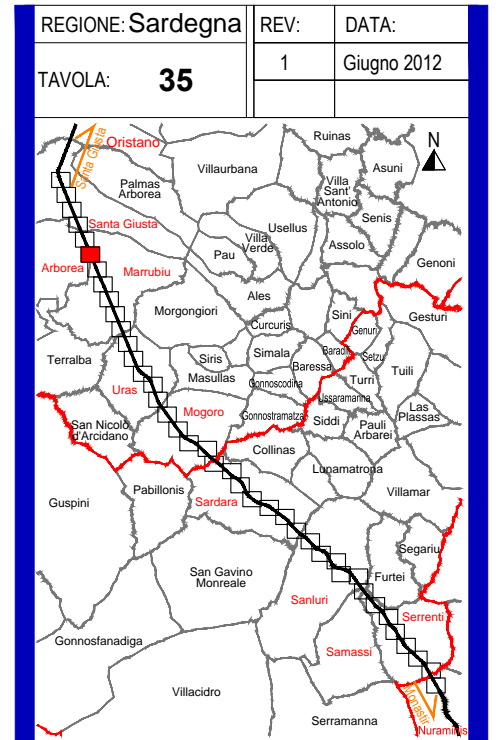 REGIONE: Sardegna
REV:
DATA:
TAVOLA: 35
1
Giugno 2012
N
Santa Giusta
Oristano
Ruinas
Villaurbana
Asuni
Palmas
Arborea
Villa
Sant'
Antonio
Senis
Santa Giusta
Usellus
Villa
Verde
Assolo
Pau
Genoni
Arborea
Marrubiu
Ales
Morgongiori
Sini
Gesturi
Curcuris
Genuri
Terralba
Siris
Simala
Baradili
Setzu
Baressa
Tuili
Masullas
Uras
Gonnoscodina
Turri
Ussaramanna
Mogoro
Gonnostramatza
Siddi
Las
Plassas
San Nicolò
d'Arcidano
Pauli
Arbarei
Collinas
Lunamatrona
Pabillonis
Villamar
Guspini
Sardara
Segariu
San Gavino
Monreale
Furtei
Sanluri
Serrenti
Gonnosfanadiga
Samassi
Villacidro
Monastir
Serramanna
Nuraminis